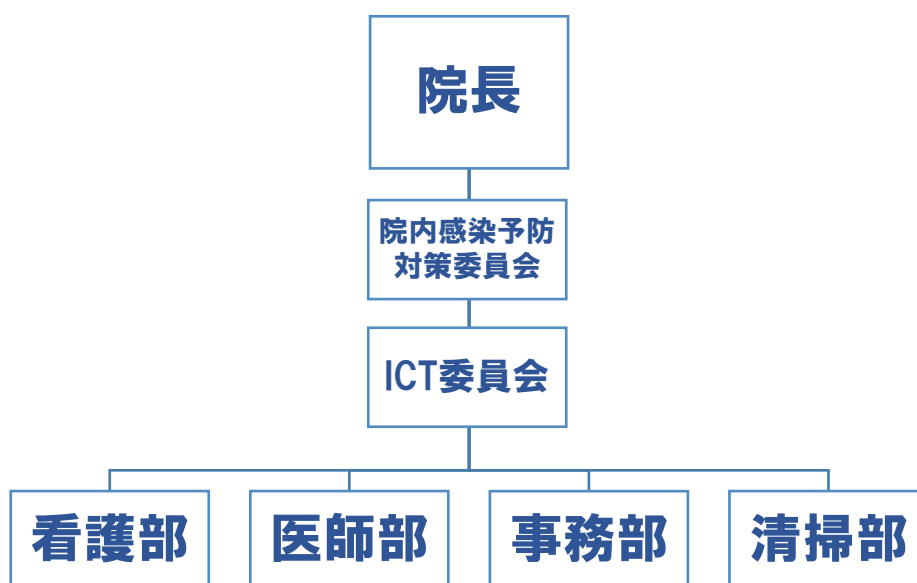 院長
院内感染予防
対策委員会
ICT委員会
看護部
医師部
事務部
清掃部